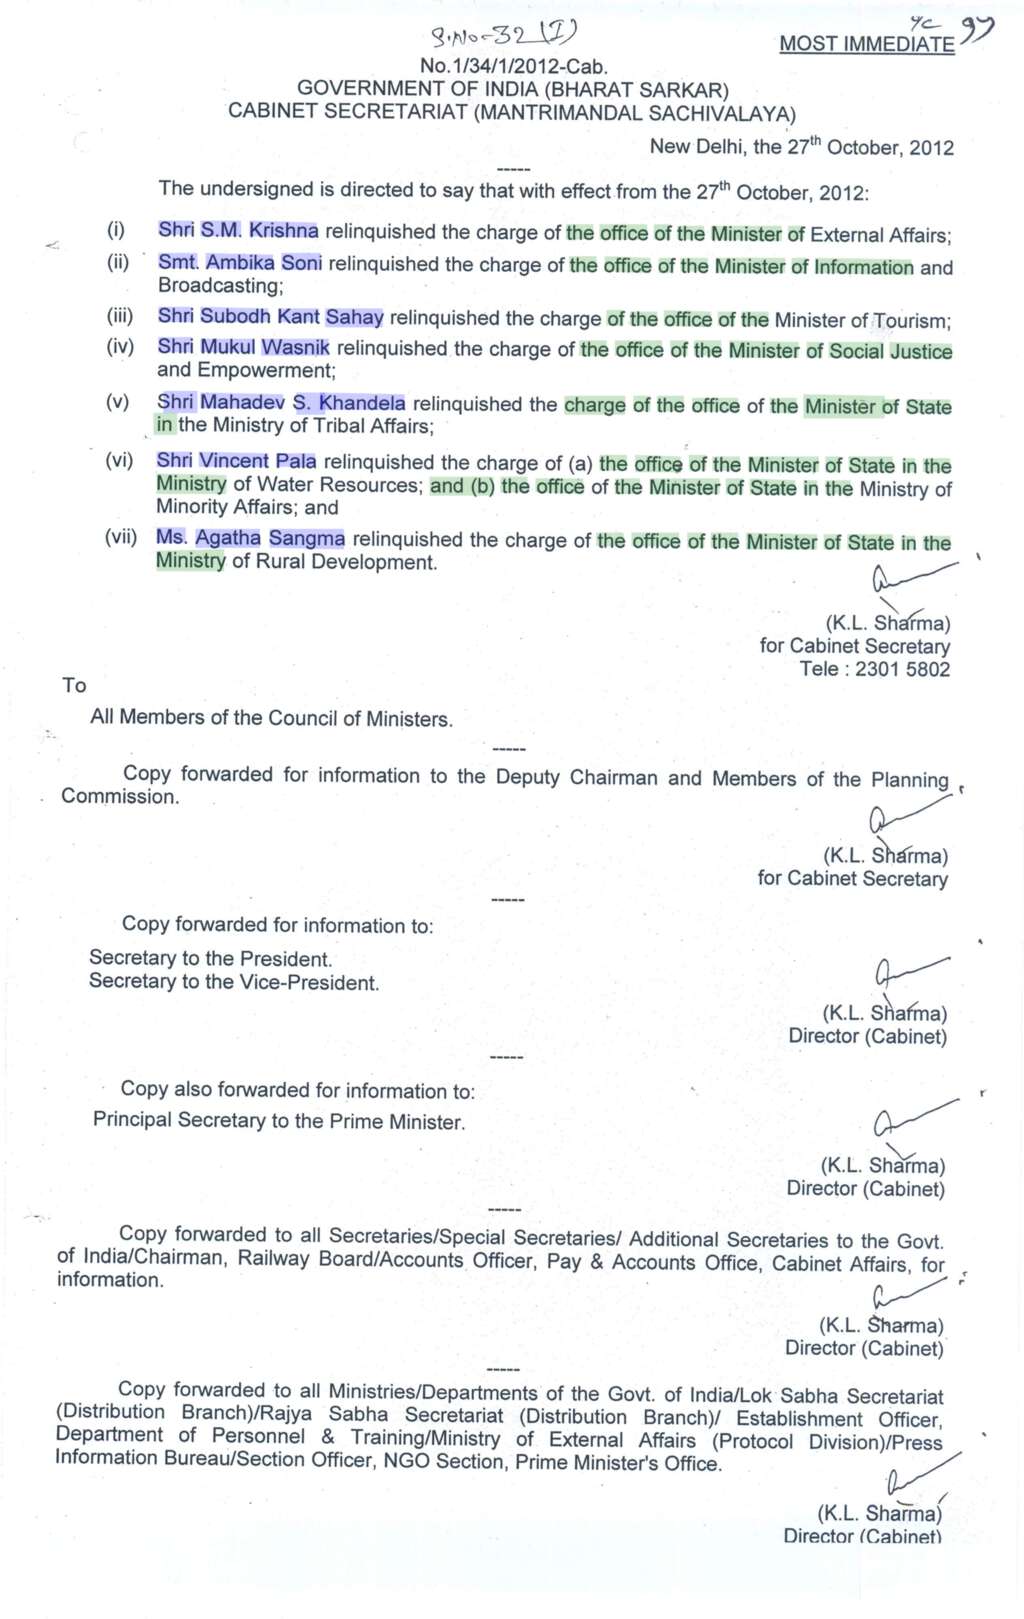 S.No-32 (I)
MOST IMMEDIATE
No.1/34/1/2012-Cab.
GOVERNMENT OF INDIA (BHARAT SARKAR)
CABINET SECRETARIAT (MANTRIMANDAL SACHIVALAYA)
New Delhi, the 27th October, 2012
-----
The undersigned is directed to say that with effect from the 27th October, 2012:
(i) Shri S.M. Krishna relinquished the charge of the office of the Minister of External Affairs;
(ii) Smt. Ambika Soni relinquished the charge of the office of the Minister of Information and
Broadcasting;
(iii) Shri Subodh Kant Sahay relinquished the charge of the office of the Minister of Tourism;
(iv) Shri Mukul Wasnik relinquished the charge of the office of the Minister of Social Justice
and Empowerment;
(v) Shri Mahadev S. Khandela relinquished the charge of the office of the Minister of State
in the Ministry of Tribal Affairs;
(vi) Shri Vincent Pala relinquished the charge of (a) the office of the Minister of State in the
Ministry of Water Resources; and (b) the office of the Minister of State in the Ministry of
Minority Affairs; and
(vii) Ms. Agatha Sangma relinquished the charge of the office of the Minister of State in the
Ministry of Rural Development.
(K.L. Sharma)
for Cabinet Secretary
Tele : 2301 5802
To
All Members of the Council of Ministers.
-----
Copy forwarded for information to the Deputy Chairman and Members of the Planning
Commission.
(K.L. Sharma)
for Cabinet Secretary
-----
Copy forwarded for information to:
Secretary to the President.
Secretary to the Vice-President.
(K.L. Sharma)
Director (Cabinet)
-----
Copy also forwarded for information to:
Principal Secretary to the Prime Minister.
(K.L. Sharma)
Director (Cabinet)
-----
Copy forwarded to all Secretaries/Special Secretaries/ Additional Secretaries to the Govt.
of India/Chairman, Railway Board/Accounts Officer, Pay & Accounts Office, Cabinet Affairs, for
information.
(K.L. Sharma)
Director (Cabinet)
-----
Copy forwarded to all Ministries/Departments of the Govt. of India/Lok Sabha Secretariat
(Distribution Branch)/Rajya Sabha Secretariat (Distribution Branch)/ Establishment Officer,
Department of Personnel & Training/Ministry of External Affairs (Protocol Division)/Press
Information Bureau/Section Officer, NGO Section, Prime Minister's Office.
(K.L. Sharma)
Director (Cabinet)